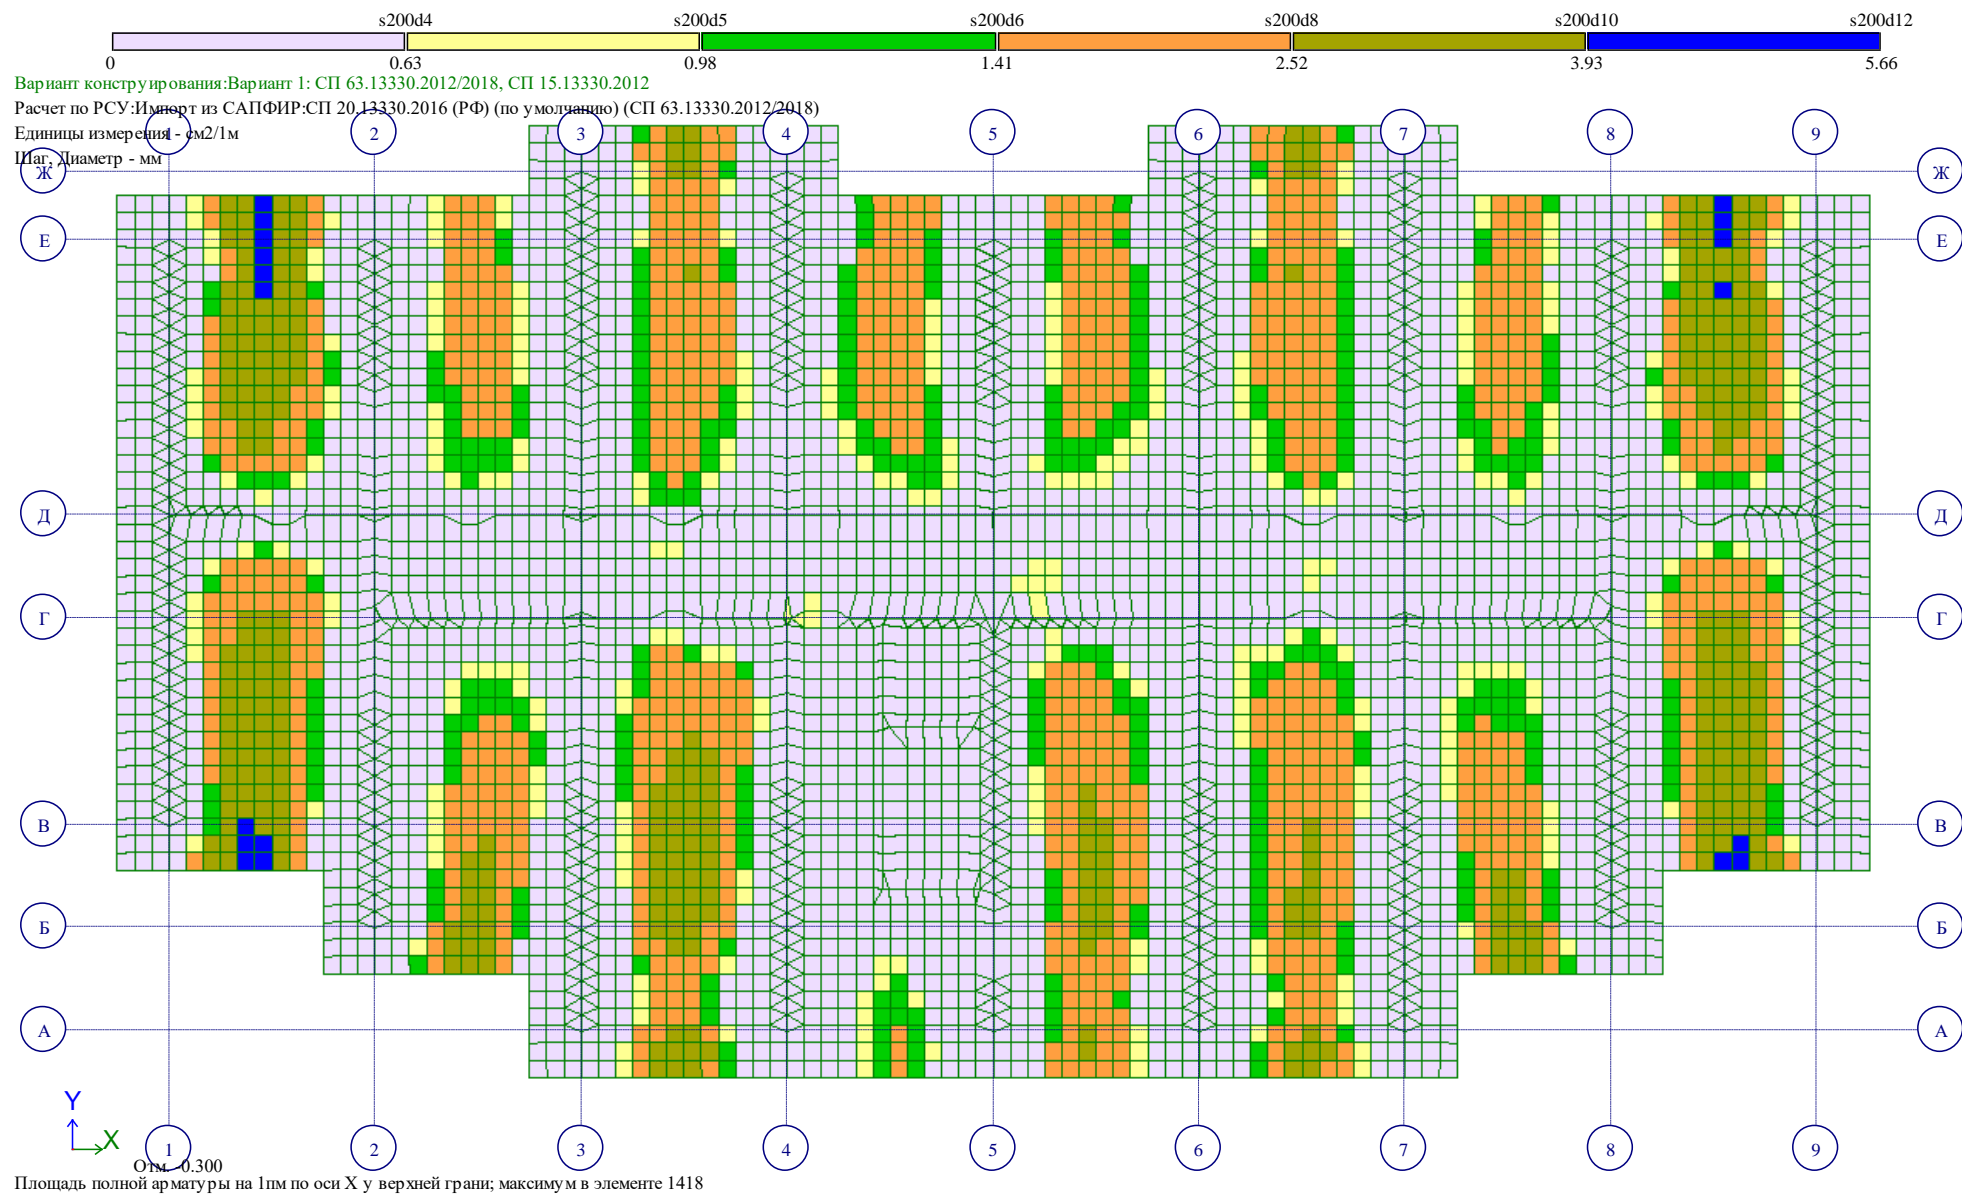 s200d4 s200d5 s200d6 s200d8 s200d10 s200d12
0 0.63 0.98 1.41 2.52 3.93 5.66
Вариант конструирования:Вариант 1: СП 63.13330.2012/2018, СП 15.13330.2012
Расчет по РСУ:Импорт из САПФИР:СП 20.13330.2016 (РФ) (по умолчанию) (СП 63.13330.2012/2018)
Единицы измерения - см2/1м
1 2 3 4 5 6 7 8 9
Шаг, Диаметр - мм
Ж Ж
Е Е
Д Д
Г Г
В В
Б Б
А А
Y
X
1 2 3 4 5 6 7 8 9
Отм. -0.300
Площадь полной арматуры на 1пм по оси X у верхней грани; максимум в элементе 1418